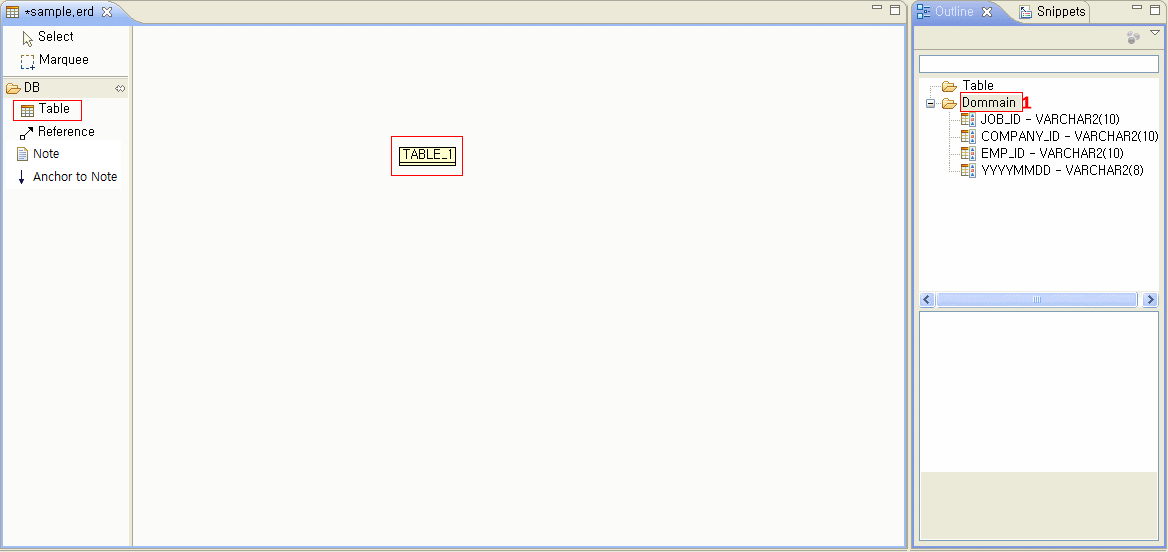 *sample.erd
Select
Marquee
DB
Table
Reference
Note
Anchor to Note
TABLE_1
Outline
Snippets
Table
Dommain 1
JOB_ID - VARCHAR2(10)
COMPANY_ID - VARCHAR2(10)
EMP_ID - VARCHAR2(10)
YYYYMMDD - VARCHAR2(8)